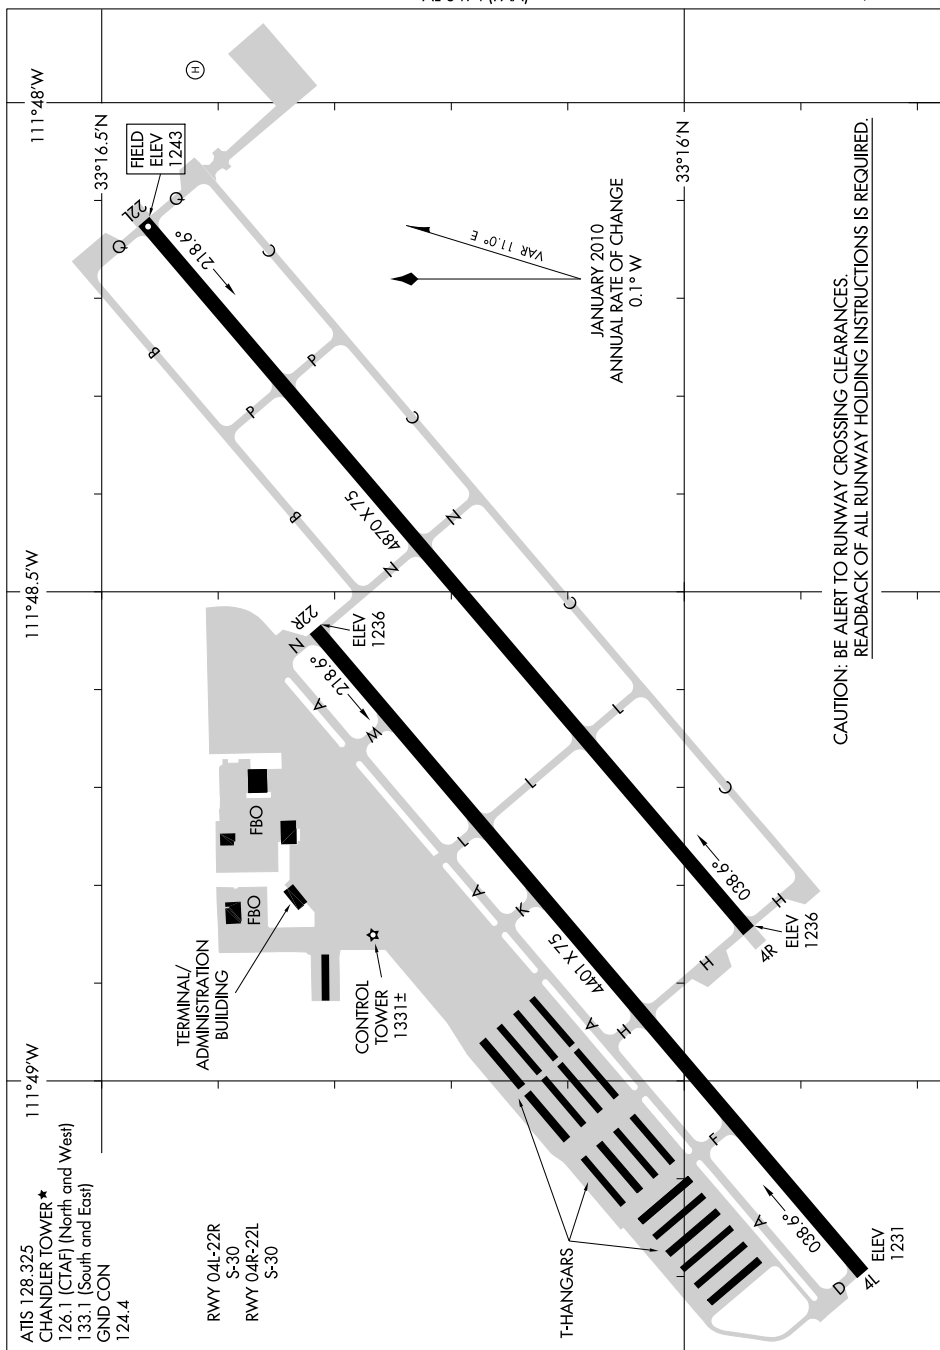 ATIS 128.325
CHANDLER TOWER★
126.1 (CTAF) (North and West)
133.1 (South and East)
GND CON
124.4
RWY 04L-22R
S-30
RWY 04R-22L
S-30
111°49'W
111°48.5'W
111°48'W
33°16.5'N
33°16'N
FIELD
ELEV
1243
22L
218.6°
Q
Q
C
B
P
P
C
B
4870 X 75
N
N
C
L
L
C
038.6°
H
H
4R
ELEV
1236
22R
ELEV
1236
218.6°
N
A
W
L
A
K
4401 X 75
A
H
F
A
038.6°
D
4L
ELEV
1231
FBO
FBO
TERMINAL/
ADMINISTRATION
BUILDING
CONTROL
TOWER
1331±
T-HANGARS
H
VAR 11.0° E
JANUARY 2010
ANNUAL RATE OF CHANGE
0.1° W
CAUTION: BE ALERT TO RUNWAY CROSSING CLEARANCES.
READBACK OF ALL RUNWAY HOLDING INSTRUCTIONS IS REQUIRED.